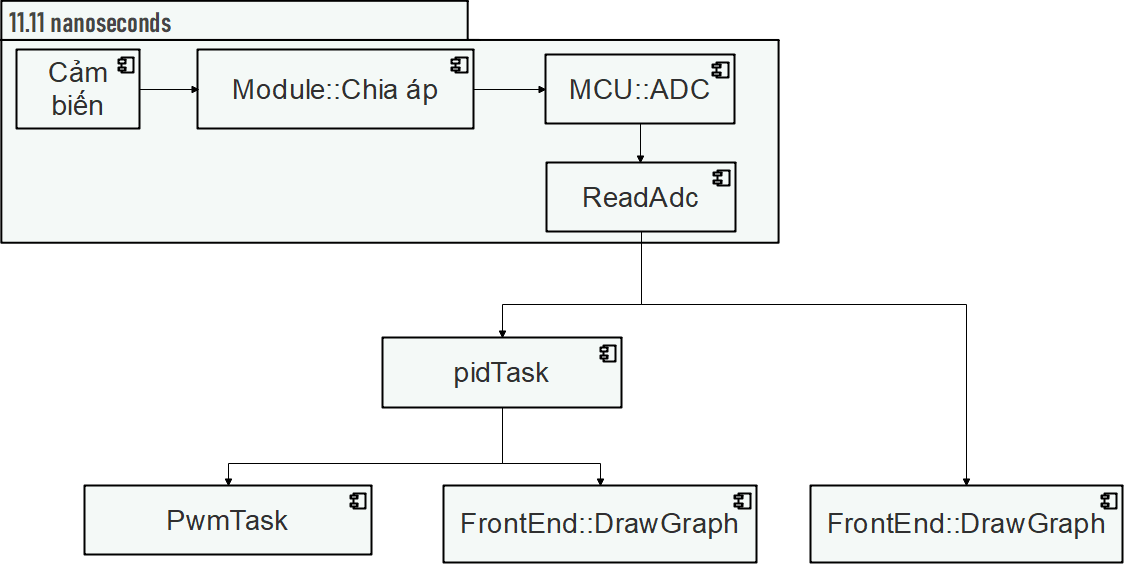 11.11 nanoseconds
Cảm
biến
Module::Chia áp
MCU::ADC
ReadAdc
pidTask
PwmTask
FrontEnd::DrawGraph
FrontEnd::DrawGraph